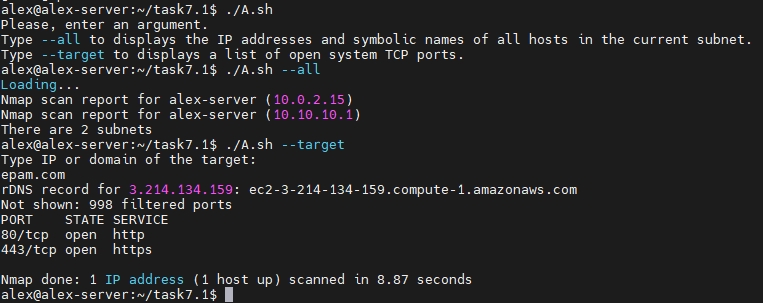 alex@alex-server:~/task7.1$ ./A.sh
Please, enter an argument.
Type --all to displays the IP addresses and symbolic names of all hosts in the current subnet.
Type --target to displays a list of open system TCP ports.
alex@alex-server:~/task7.1$ ./A.sh --all
Loading...
Nmap scan report for alex-server (10.0.2.15)
Nmap scan report for alex-server (10.10.10.1)
There are 2 subnets
alex@alex-server:~/task7.1$ ./A.sh --target
Type IP or domain of the target:
epam.com
rDNS record for 3.214.134.159: ec2-3-214-134-159.compute-1.amazonaws.com
Not shown: 998 filtered ports
PORT    STATE SERVICE
80/tcp  open  http
443/tcp open  https
Nmap done: 1 IP address (1 host up) scanned in 8.87 seconds
alex@alex-server:~/task7.1$